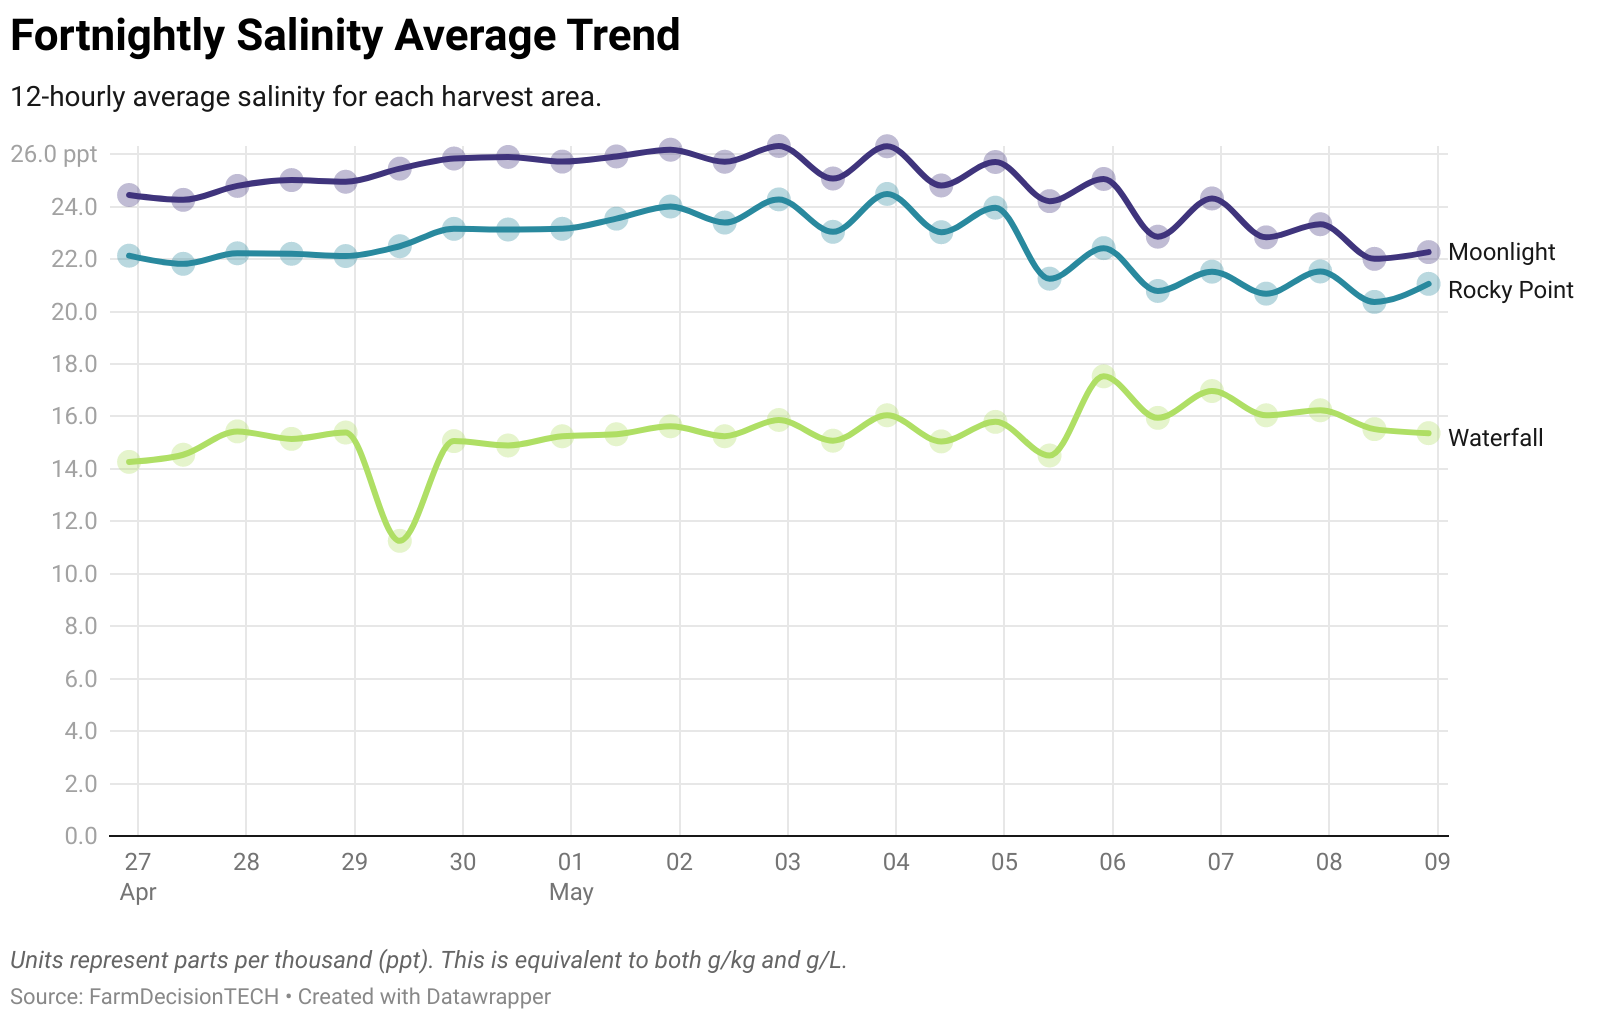 Fortnightly Salinity Average Trend
12-hourly average salinity for each harvest area.
26.0 ppt
24.0
22.0
20.0
18.0
16.0
14.0
12.0
10.0
8.0
6.0
4.0
2.0
0.0
Moonlight
Rocky Point
Waterfall
27 28 29 30 01 02 03 04 05 06 07 08 09
Apr May
Units represent parts per thousand (ppt). This is equivalent to both g/kg and g/L.
Source: FarmDecisionTECH • Created with Datawrapper